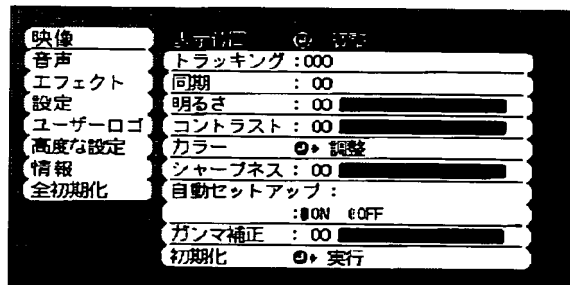 映像
音声
エフェクト
設定
ユーザーロゴ
高度な設定
情報
全初期化
トラッキング :000
同期 : 00
明るさ : 00
コントラスト : 00
カラー 調整
シャープネス : 00
自動セットアップ :
:ON OFF
ガンマ補正 : 00
初期化 実行